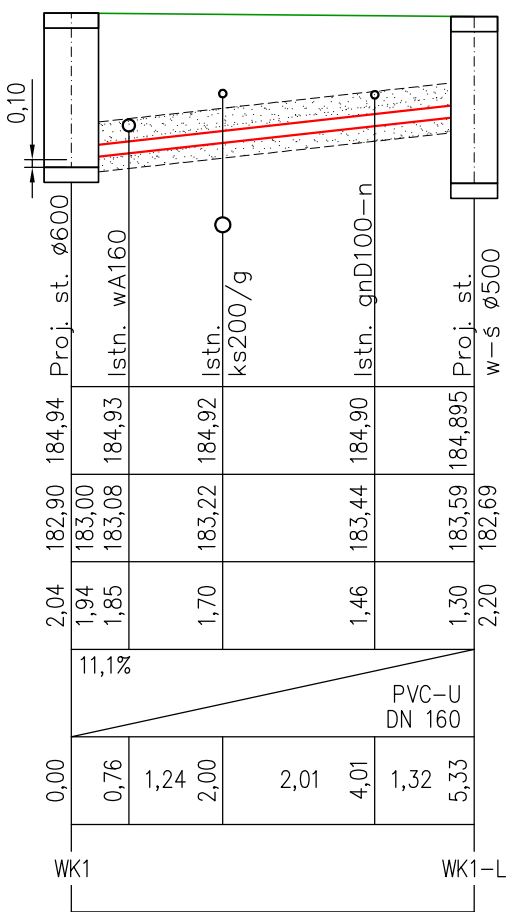 0,10
Proj. st. ø600
Istn. wA160
Istn.
ks200/g
Istn. gnD100-n
Proj. st.
w-ś ø500
184,94
184,93
184,92
184,90
184,895
182,90
183,00
183,08
183,22
183,44
183,59
182,69
2,04
1,94
1,85
1,70
1,46
1,30
2,20
11,1%
PVC-U
DN 160
0,00
0,76
1,24
2,00
2,01
4,01
1,32
5,33
WK1
WK1-L